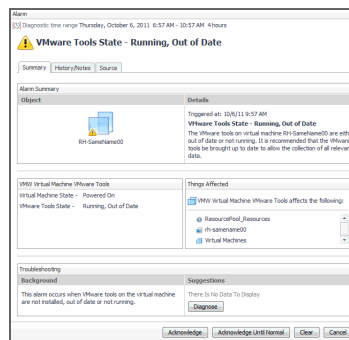 Alarm
Diagnostic time range Thursday, October 6, 2011 6:57 AM - 10:57 AM 4 hours
VMware Tools State - Running, Out of Date
Summary History/Notes Source
Alarm Summary
Object
RH-SameName00
Details
Triggered at: 10/6/11 9:57 AM
VMware Tools State - Running, Out of Date
The VMware tools on virtual machine RH-SameName00 are eith
out of date or not running. It is recommended that the VMware
tools be brought up to date to allow the collection of all relevan
data.
VMW Virtual Machine VMware Tools
Virtual Machine State - Powered On
VMware Tools State - Running, Out of Date
Things Affected
VMW Virtual Machine VMware Tools affects the following:
ResourcePool_Resources
rh-samename00
Virtual Machines
Troubleshooting
Background
This alarm occurs when VMware tools on the virtual machine
are not installed, out of date or not running.
Suggestions
There Is No Data To Display
Diagnose
Acknowledge Acknowledge Until Normal Clear Cancel